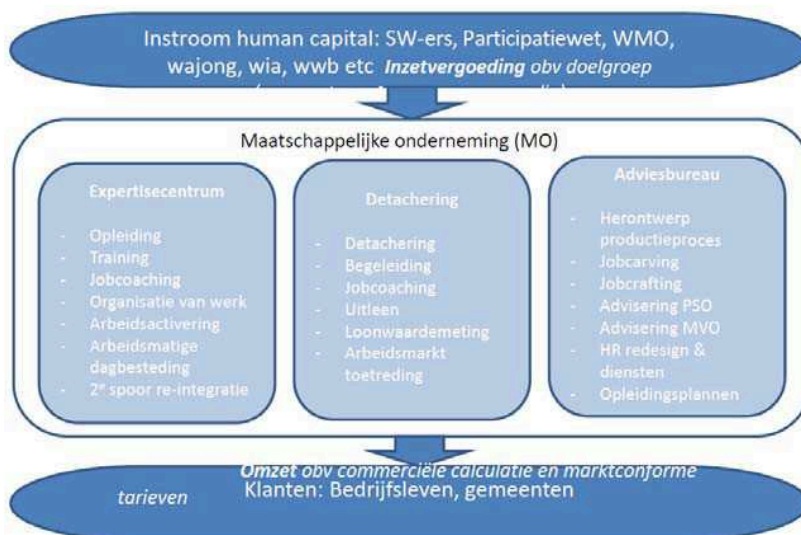 Instroom human capital: SW-ers, Participatiewet, WMO,
wajong, wia, wwb etc Inzetvergoeding obv doelgroep
Maatschappelijke onderneming (MO)
Expertisecentrum
- Opleiding
- Training
- Jobcoaching
- Organisatie van werk
- Arbeidsactivering
- Arbeidsmatige
dagbesteding
- 2e spoor re-integratie
Detachering
- Detachering
- Begeleiding
- Jobcoaching
- Uitleen
- Loonwaardemeting
- Arbeidsmarkt
toetreding
Adviesbureau
- Herontwerp
productieproces
- Jobcarving
- Jobcrafting
- Advisering PSO
- Advisering MVO
- HR redesign &
diensten
- Opleidingsplannen
Omzet obv commerciële calculatie en marktconforme
tarieven
Klanten: Bedrijfsleven, gemeenten